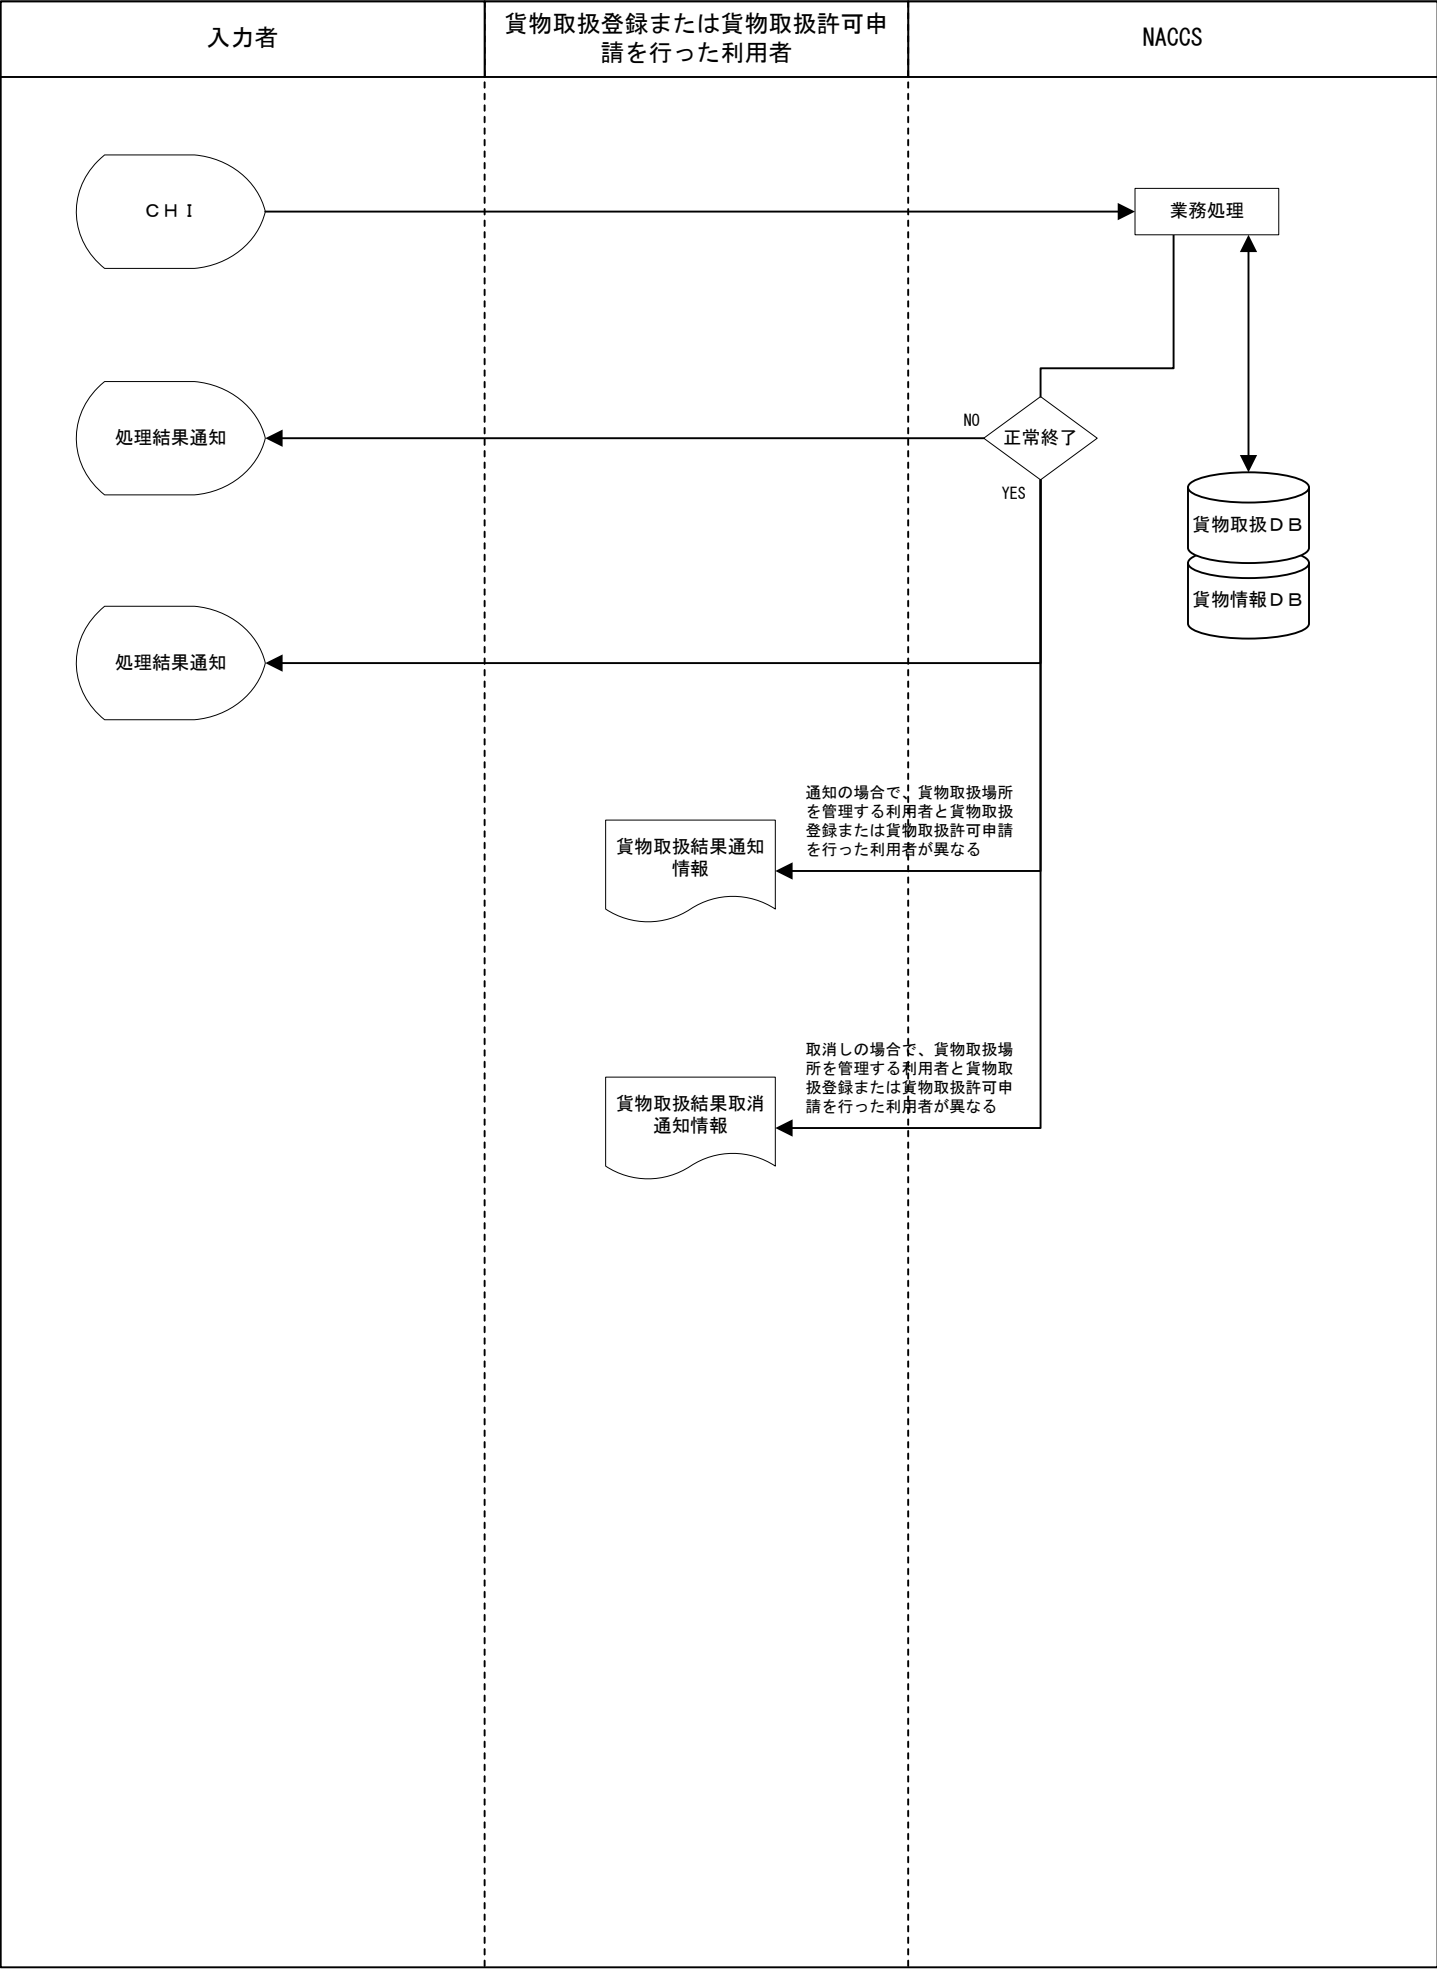 入力者
貨物取扱登録または貨物取扱許可申
請を行った利用者
NACCS
ＣＨＩ
業務処理
処理結果通知
NO
正常終了
YES
貨物取扱ＤＢ
貨物情報ＤＢ
処理結果通知
通知の場合で、貨物取扱場所
を管理する利用者と貨物取扱
登録または貨物取扱許可申請
を行った利用者が異なる
貨物取扱結果通知
情報
取消しの場合で、貨物取扱場
所を管理する利用者と貨物取
扱登録または貨物取扱許可申
請を行った利用者が異なる
貨物取扱結果取消
通知情報